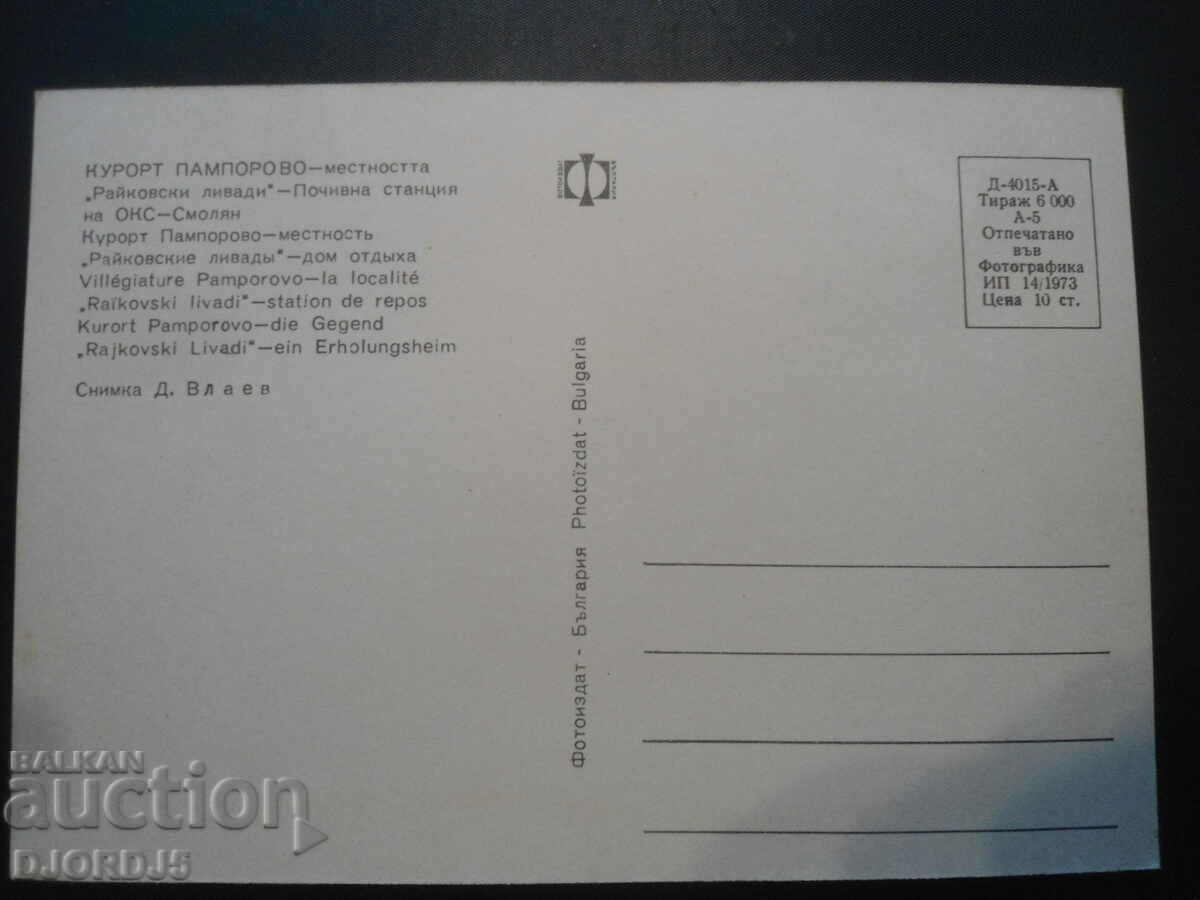 КУРОРТ ПАМПОРОВО—местността
„Райковски ливади"—Почивна станция
на ОКС—Смолян
Курорт Пампорово—местность
„Райковские ливады"—дом отдыха
Villégiature Pamporovo—la localité
„Raïkovski livadi"—station de repos
Kurort Pamporovo—die Gegend
„Rajkovski Livadi"—ein Erholungsheim
Снимка Д. Влаев
Фотоиздат - България Photoïzdat - Bulgaria
Д-4015-А
Тираж 6 000
А-5
Отпечатано
във
Фотографика
ИП 14/1973
Цена 10 ст.
BALKAN
auction
DJORDJ5